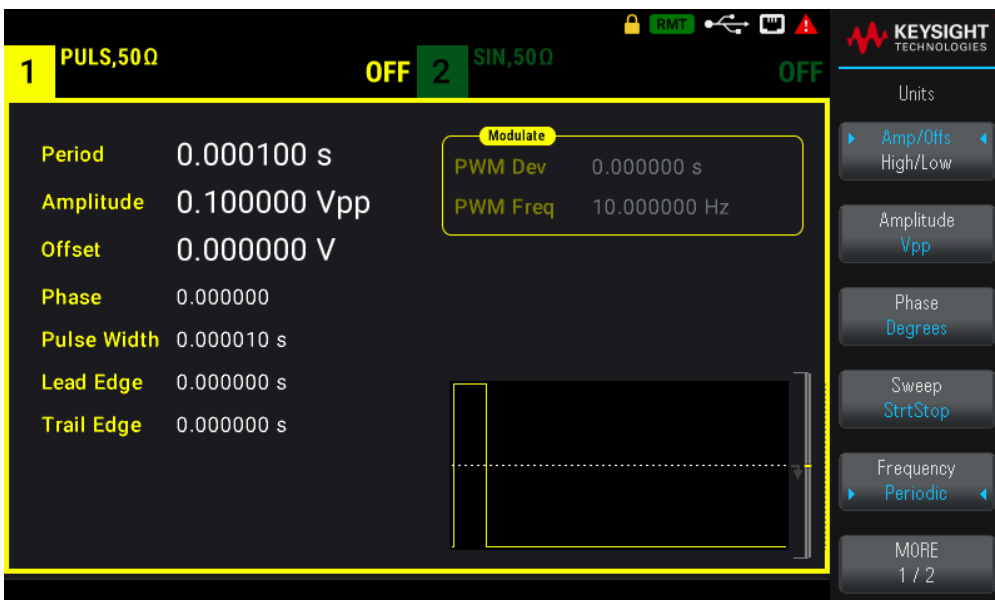 RMT
KEYSIGHT
TECHNOLOGIES
1 PULS,50Ω OFF 2 SIN,50Ω OFF
Units
Modulate
Period 0.000100 s
Amplitude 0.100000 Vpp
Offset 0.000000 V
Phase 0.000000
Pulse Width 0.000010 s
Lead Edge 0.000000 s
Trail Edge 0.000000 s
PWM Dev 0.000000 s
PWM Freq 10.000000 Hz
Amp/Offs
High/Low
Amplitude
Vpp
Phase
Degrees
Sweep
StrtStop
Frequency
Periodic
MORE
1 / 2